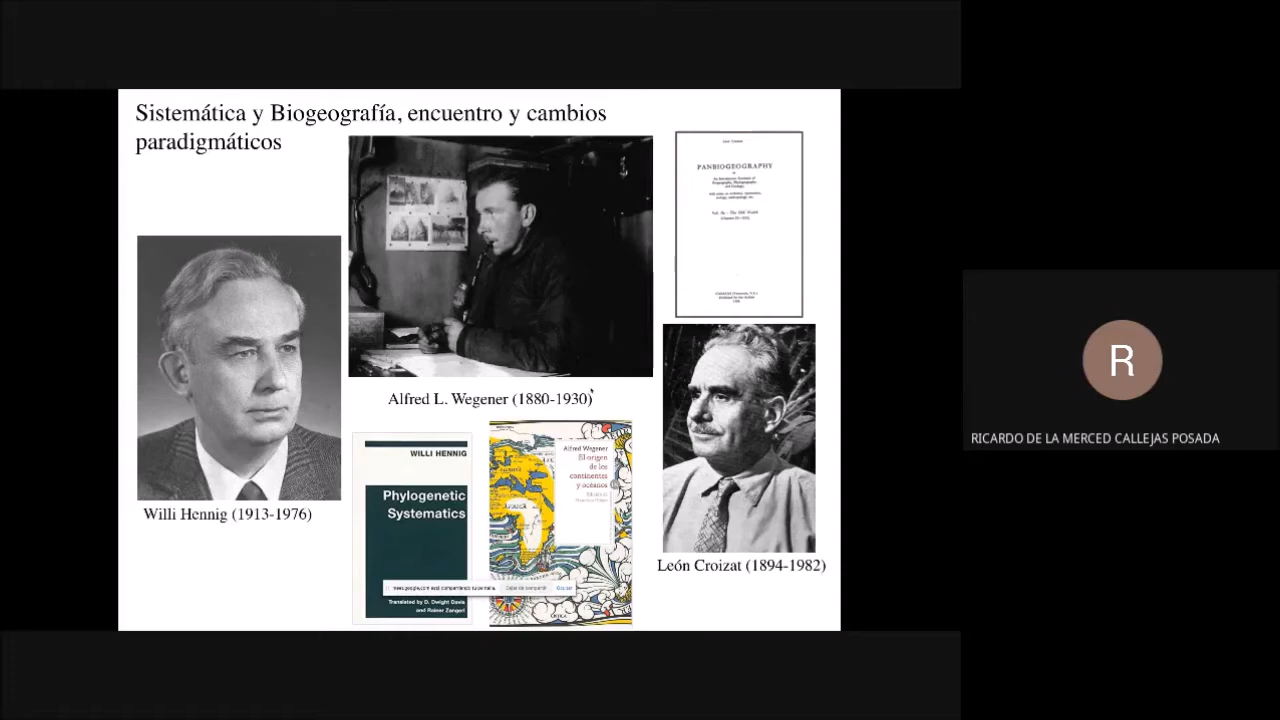 Sistemática y Biogeografía, encuentro y cambios
paradigmáticos
PANBIOGEOGRAPHY
Alfred L. Wegener (1880-1930)
WILLI HENNIG
Phylogenetic
Systematics
Translated by D. Dwight Davis
and Rainer Zangerl
Alfred Wegener
El origen
de los
continentes
y océanos
Willi Hennig (1913-1976)
León Croizat (1894-1982)
R
RICARDO DE LA MERCED CALLEJAS POSADA